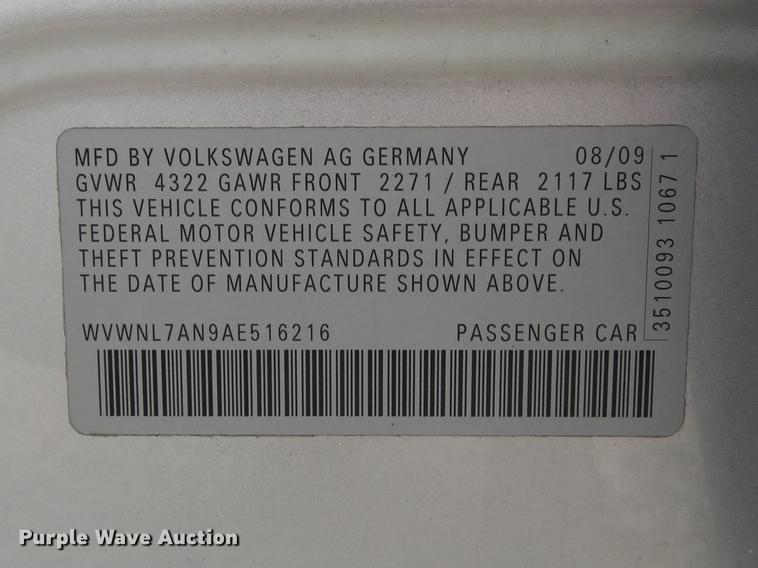 MFD BY VOLKSWAGEN AG GERMANY 08/09
GVWR 4322 GAWR FRONT 2271 / REAR 2117 LBS
THIS VEHICLE CONFORMS TO ALL APPLICABLE U.S.
FEDERAL MOTOR VEHICLE SAFETY, BUMPER AND
THEFT PREVENTION STANDARDS IN EFFECT ON
THE DATE OF MANUFACTURE SHOWN ABOVE.
WVWNL7AN9AE516216 PASSENGER CAR
3510093 1067 1
Purple Wave Auction